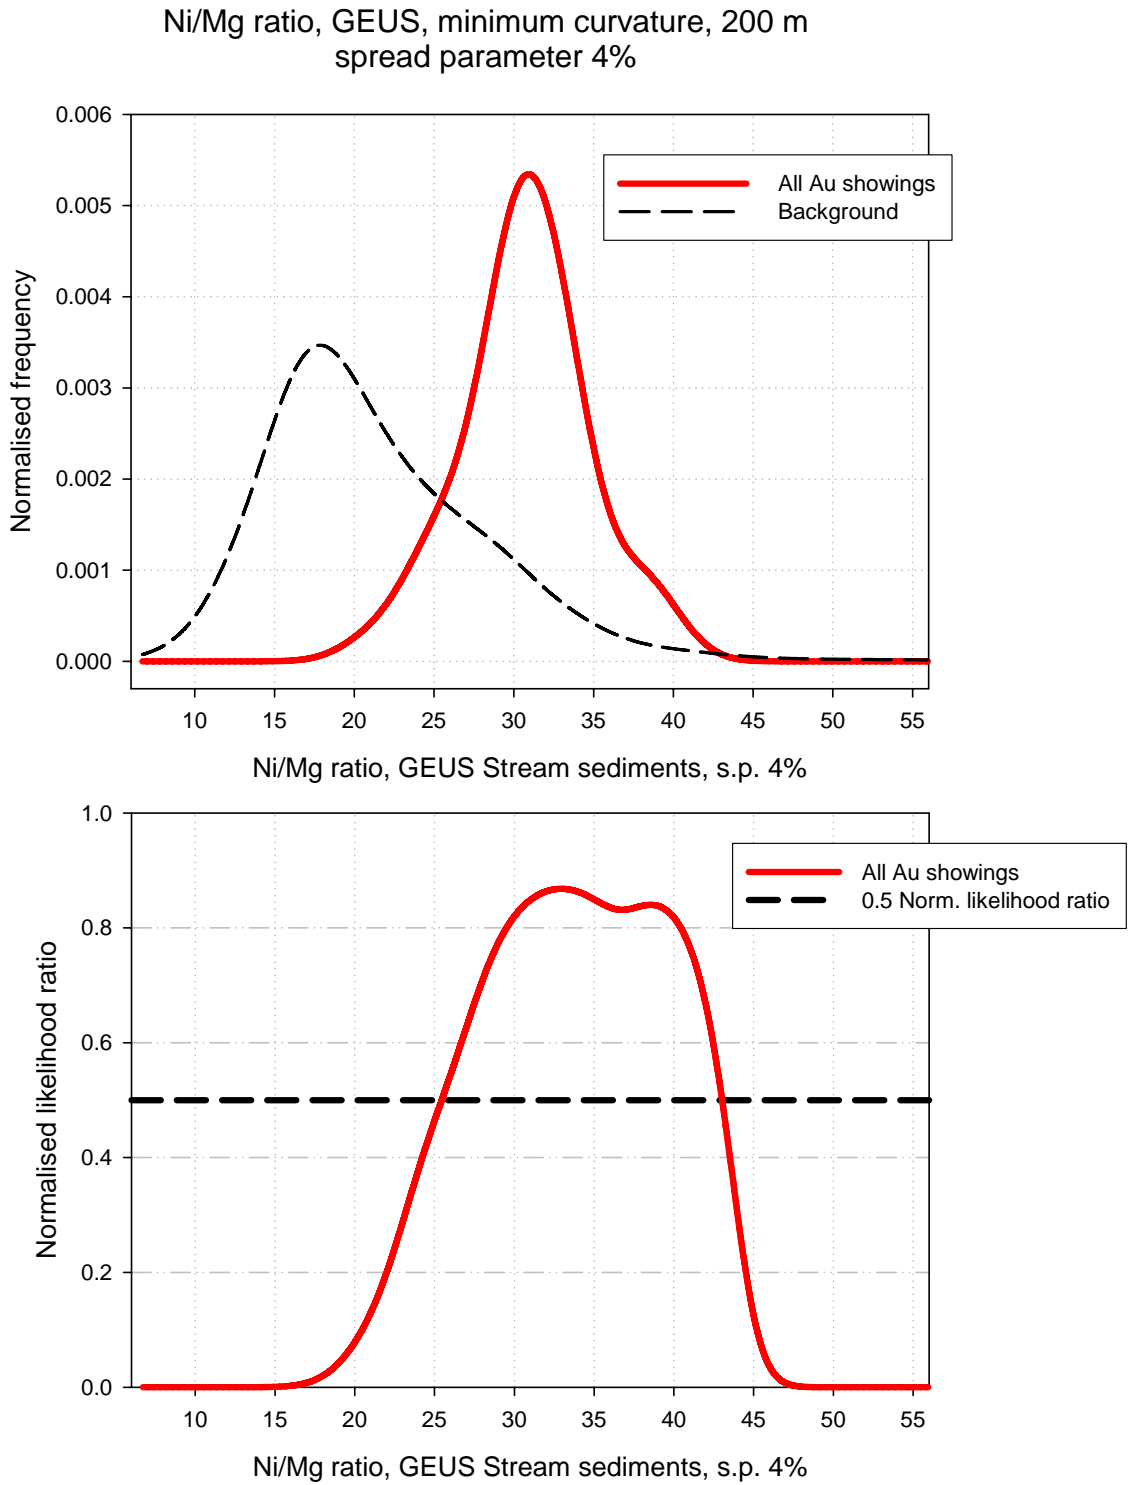 Ni/Mg ratio, GEUS, minimum curvature, 200 m
spread parameter 4%
0.006
0.005
0.004
0.003
0.002
0.001
0.000
Normalised frequency
All Au showings
Background
10 15 20 25 30 35 40 45 50 55
Ni/Mg ratio, GEUS Stream sediments, s.p. 4%
1.0
0.8
0.6
0.4
0.2
0.0
Normalised likelihood ratio
All Au showings
0.5 Norm. likelihood ratio
10 15 20 25 30 35 40 45 50 55
Ni/Mg ratio, GEUS Stream sediments, s.p. 4%